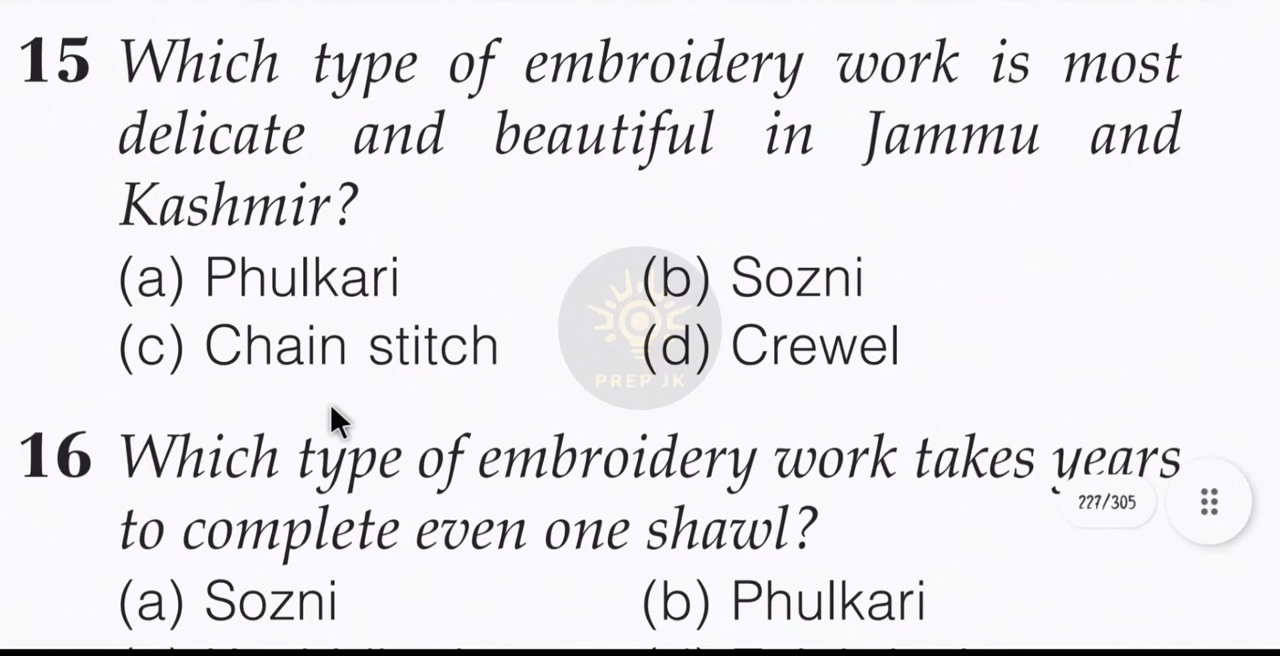 15 Which type of embroidery work is most
delicate and beautiful in Jammu and
Kashmir?
(a) Phulkari (b) Sozni
(c) Chain stitch (d) Crewel
PREP JK
16 Which type of embroidery work takes years
227/305
to complete even one shawl?
(a) Sozni (b) Phulkari